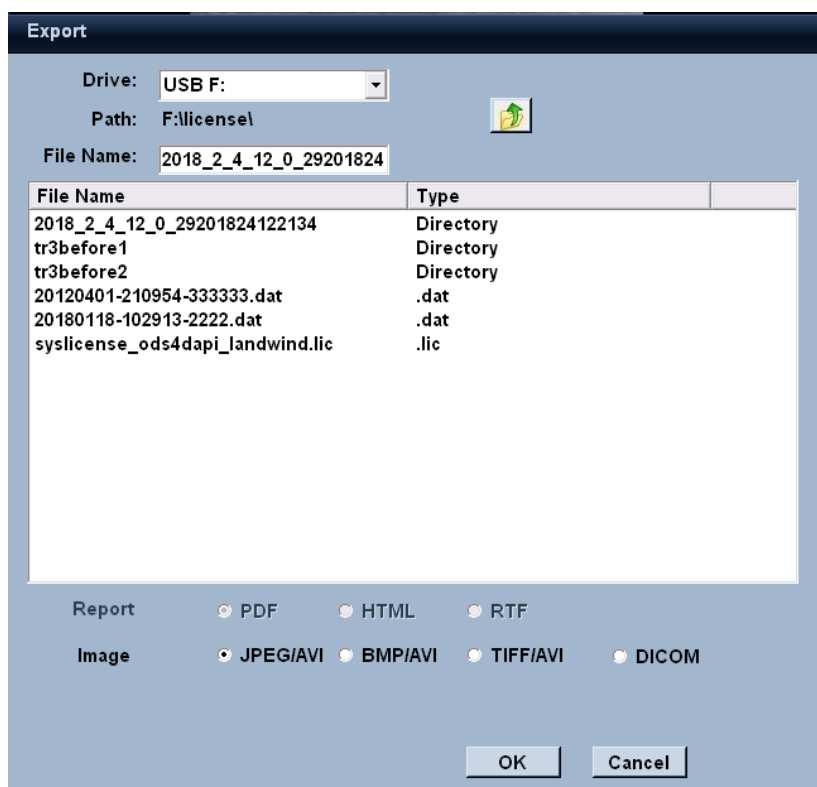 Export
Drive: USB F:
Path: F:\license\
File Name: 2018_2_4_12_0_29201824
File Name Type
2018_2_4_12_0_29201824122134 Directory
tr3before1 Directory
tr3before2 Directory
20120401-210954-333333.dat .dat
20180118-102913-2222.dat .dat
syslicense_ods4dapi_landwind.lic .lic
Report PDF HTML RTF
Image JPEG/AVI BMP/AVI TIFF/AVI DICOM
OK Cancel